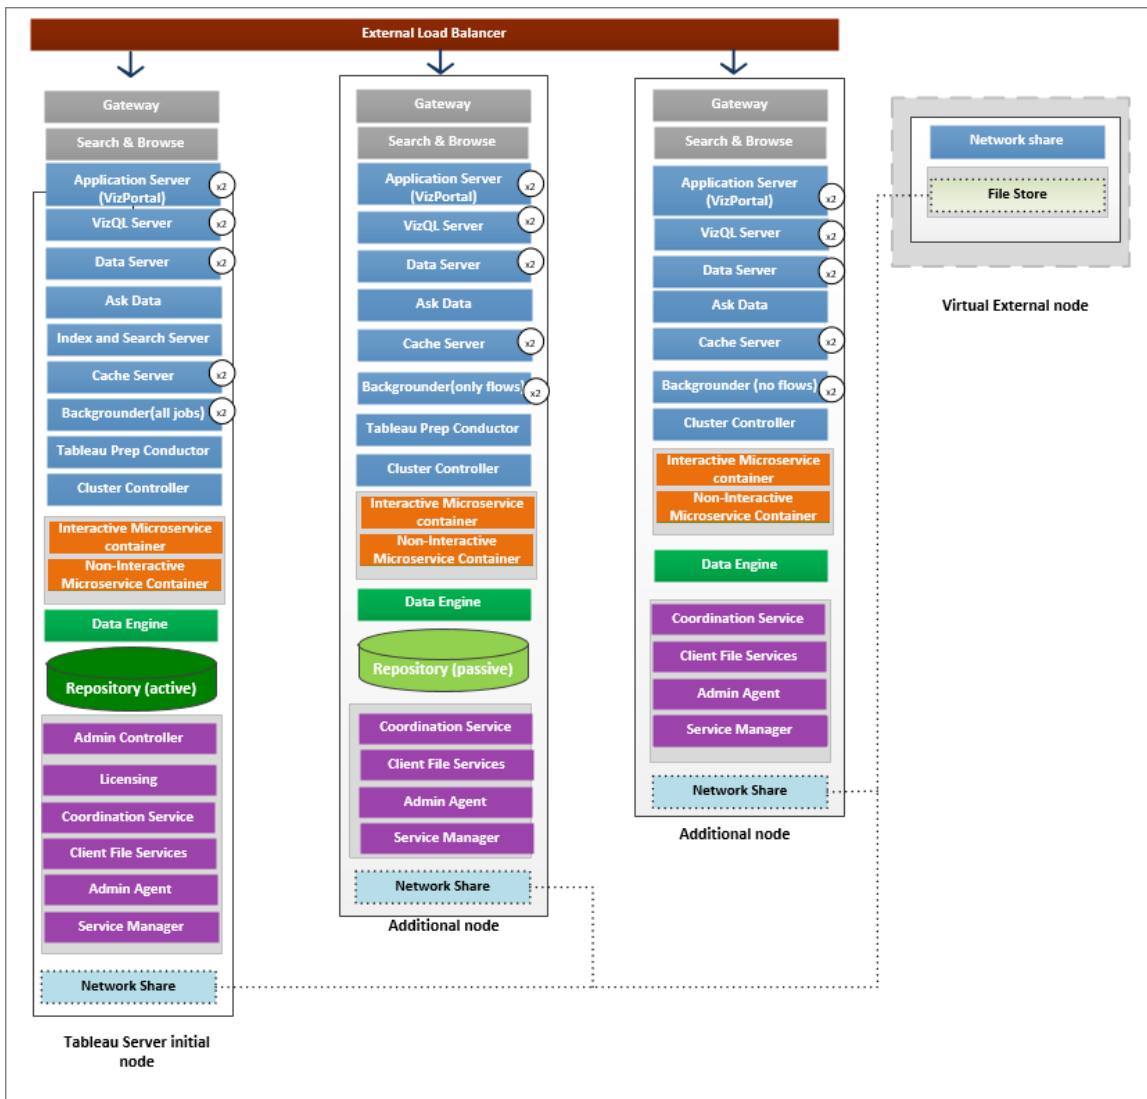 External Load Balancer
Gateway
Search & Browse
Application Server
(VizPortal)
x2
VizQL Server
x2
Data Server
x2
Ask Data
Index and Search Server
Cache Server
x2
Backgrounder(all jobs)
x2
Tableau Prep Conductor
Cluster Controller
Interactive Microservice
container
Non-Interactive
Microservice Container
Data Engine
Repository (active)
Admin Controller
Licensing
Coordination Service
Client File Services
Admin Agent
Service Manager
Network Share
Tableau Server initial
node
Gateway
Search & Browse
Application Server
(VizPortal)
x2
VizQL Server
x2
Data Server
x2
Ask Data
Cache Server
x2
Backgrounder(only flows)
x2
Tableau Prep Conductor
Cluster Controller
Interactive Microservice
container
Non-Interactive
Microservice Container
Data Engine
Repository (passive)
Coordination Service
Client File Services
Admin Agent
Service Manager
Network Share
Additional node
Gateway
Search & Browse
Application Server
(VizPortal)
x2
VizQL Server
x2
Data Server
x2
Ask Data
Cache Server
x2
Backgrounder (no flows)
x2
Cluster Controller
Interactive Microservice
container
Non-Interactive
Microservice Container
Data Engine
Coordination Service
Client File Services
Admin Agent
Service Manager
Network Share
Additional node
Network share
File Store
Virtual External node